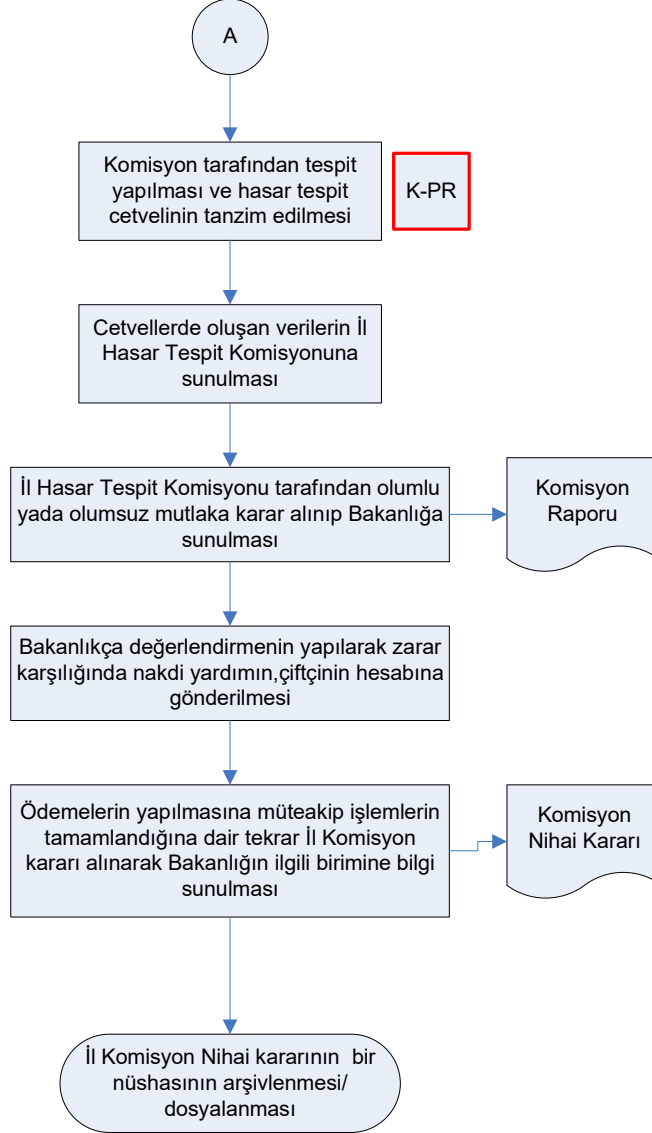 A
Komisyon tarafından tespit
yapılması ve hasar tespit
cetvelinin tanzim edilmesi
K-PR
Cetvellerde oluşan verilerin İl
Hasar Tespit Komisyonuna
sunulması
İl Hasar Tespit Komisyonu tarafından olumlu
yada olumsuz mutlaka karar alınıp Bakanlığa
sunulması
Komisyon
Raporu
Bakanlıkça değerlendirmenin yapılarak zarar
karşılığında nakdi yardımın,çiftçinin hesabına
gönderilmesi
Ödemelerin yapılmasına müteakip işlemlerin
tamamlandığına dair tekrar İl Komisyon
kararı alınarak Bakanlığın ilgili birimine bilgi
sunulması
Komisyon
Nihai Kararı
İl Komisyon Nihai kararının  bir
nüshasının arşivlenmesi/
dosyalanması